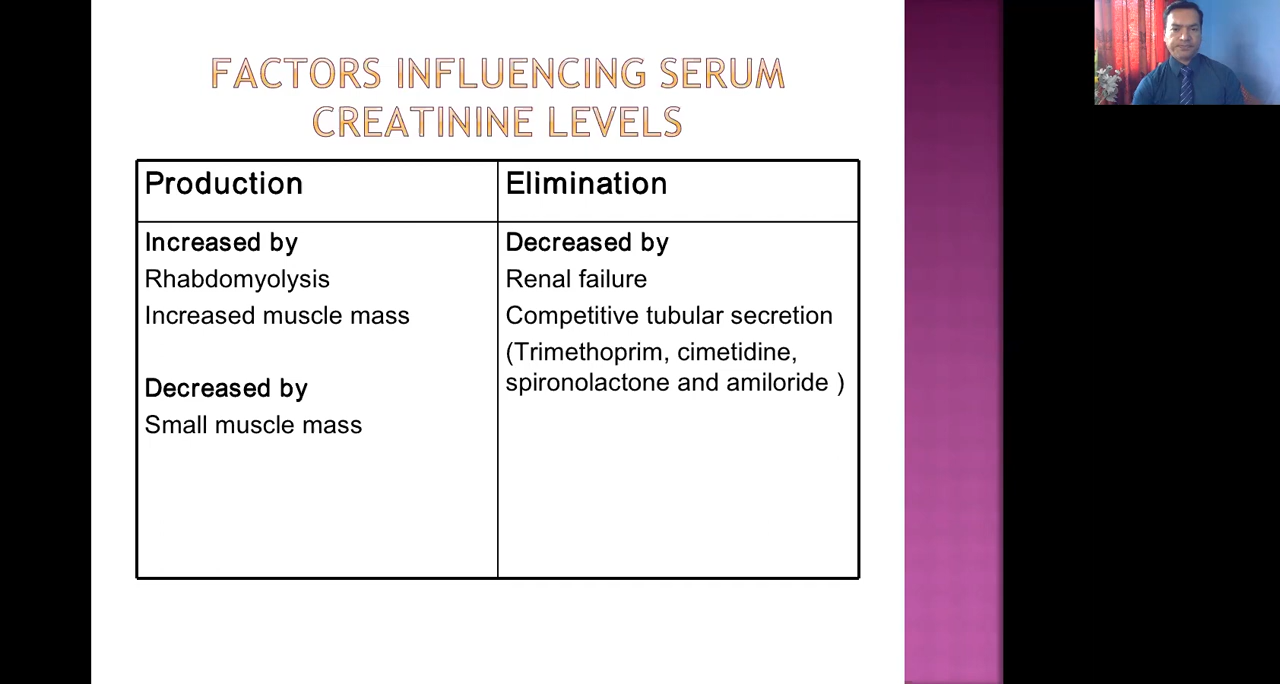 FACTORS INFLUENCING SERUM
CREATININE LEVELS
Production
Increased by
Rhabdomyolysis
Increased muscle mass
Decreased by
Small muscle mass
Elimination
Decreased by
Renal failure
Competitive tubular secretion
(Trimethoprim, cimetidine,
spironolactone and amiloride )